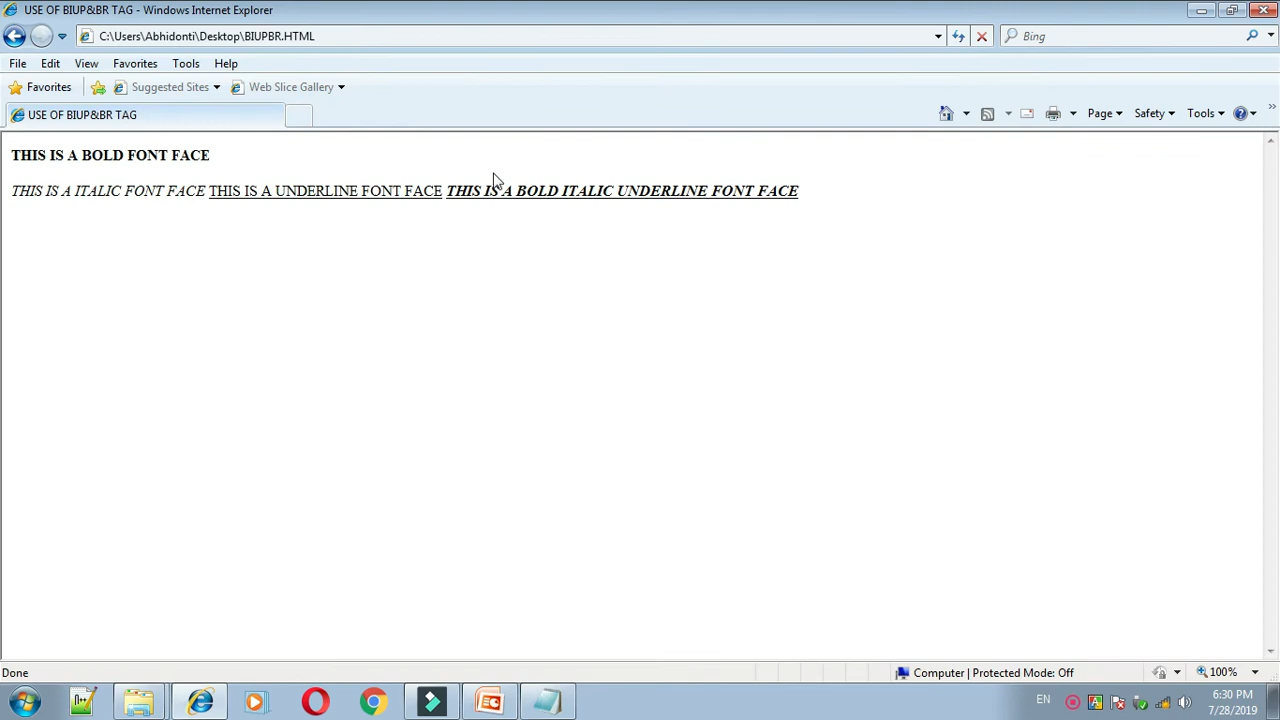 USE OF BIUP&BR TAG - Windows Internet Explorer
C:\Users\Abhidonti\Desktop\BIUPBR.HTML
Bing
File Edit View Favorites Tools Help
Favorites Suggested Sites Web Slice Gallery
USE OF BIUP&BR TAG
Page Safety Tools
THIS IS A BOLD FONT FACE
THIS IS A ITALIC FONT FACE THIS IS A UNDERLINE FONT FACE THIS IS A BOLD ITALIC UNDERLINE FONT FACE
Done
Computer | Protected Mode: Off
100%
EN
6:30 PM
7/28/2019